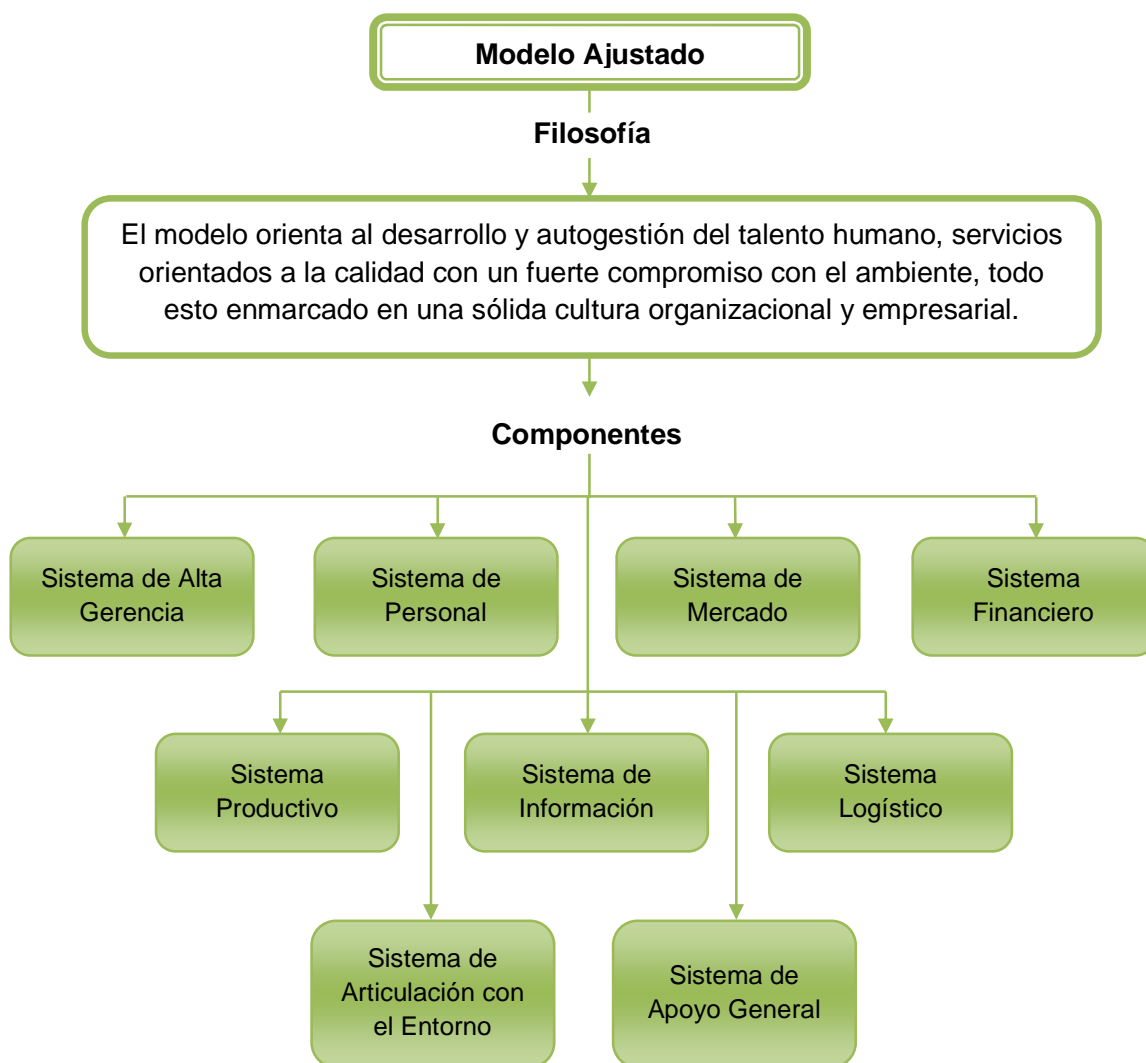 Modelo Ajustado
Filosofía
El modelo orienta al desarrollo y autogestión del talento humano, servicios
orientados a la calidad con un fuerte compromiso con el ambiente, todo
esto enmarcado en una sólida cultura organizacional y empresarial.
Componentes
Sistema de Alta
Gerencia
Sistema de
Personal
Sistema de
Mercado
Sistema
Financiero
Sistema
Productivo
Sistema de
Información
Sistema
Logístico
Sistema de
Articulación con
el Entorno
Sistema de
Apoyo General